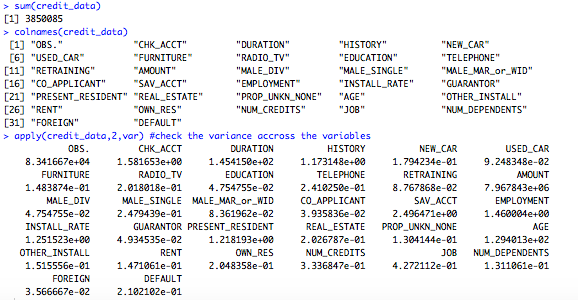 > sum(credit_data)
[1] 3850085
> colnames(credit_data)
[1] "OBS." "CHK_ACCT" "DURATION" "HISTORY" "NEW_CAR"
[6] "USED_CAR" "FURNITURE" "RADIO_TV" "EDUCATION" "TELEPHONE"
[11] "RETRAINING" "AMOUNT" "MALE_DIV" "MALE_SINGLE" "MALE_MAR_or_WID"
[16] "CO_APPLICANT" "SAV_ACCT" "EMPLOYMENT" "INSTALL_RATE" "GUARANTOR"
[21] "PRESENT_RESIDENT" "REAL_ESTATE" "PROP_UNKN_NONE" "AGE" "OTHER_INSTALL"
[26] "RENT" "OWN_RES" "NUM_CREDITS" "JOB" "NUM_DEPENDENTS"
[31] "FOREIGN" "DEFAULT"
> apply(credit_data,2,var) #check the variance accross the variables
OBS. CHK_ACCT DURATION HISTORY NEW_CAR USED_CAR
8.341667e+04 1.581653e+00 1.454150e+02 1.173148e+00 1.794234e-01 9.248348e-02
FURNITURE RADIO_TV EDUCATION TELEPHONE RETRAINING AMOUNT
1.483874e-01 2.018018e-01 4.754755e-02 2.410250e-01 8.767868e-02 7.967843e+06
MALE_DIV MALE_SINGLE MALE_MAR_or_WID CO_APPLICANT SAV_ACCT EMPLOYMENT
4.754755e-02 2.479439e-01 8.361962e-02 3.935836e-02 2.496471e+00 1.460004e+00
INSTALL_RATE GUARANTOR PRESENT_RESIDENT REAL_ESTATE PROP_UNKN_NONE AGE
1.251523e+00 4.934535e-02 1.218193e+00 2.026787e-01 1.304144e-01 1.294013e+02
OTHER_INSTALL RENT OWN_RES NUM_CREDITS JOB NUM_DEPENDENTS
1.515556e-01 1.471061e-01 2.048358e-01 3.336847e-01 4.272112e-01 1.311061e-01
FOREIGN DEFAULT
3.566667e-02 2.102102e-01